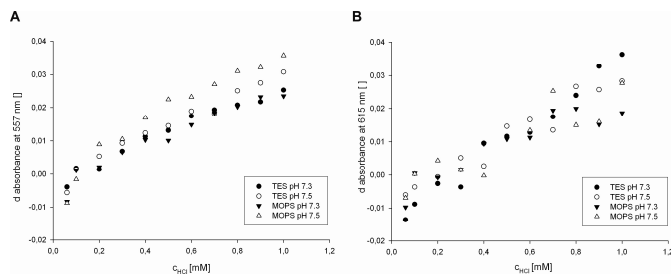 A
d absorbance at 557 nm []
0,04
0,03
0,02
0,01
0,00
-0,01
-0,02
0,0
0,2
0,4
0,6
0,8
1,0
1,2
cHCl [mM]
TES pH 7.3
TES pH 7.5
MOPS pH 7.3
MOPS pH 7.5
B
d absorbance at 615 nm [ ]
0,04
0,03
0,02
0,01
0,00
-0,01
-0,02
0,0
0,2
0,4
0,6
0,8
1,0
1,2
cHCl [mM]
TES pH 7.3
TES pH 7.5
MOPS pH 7.3
MOPS pH 7.5